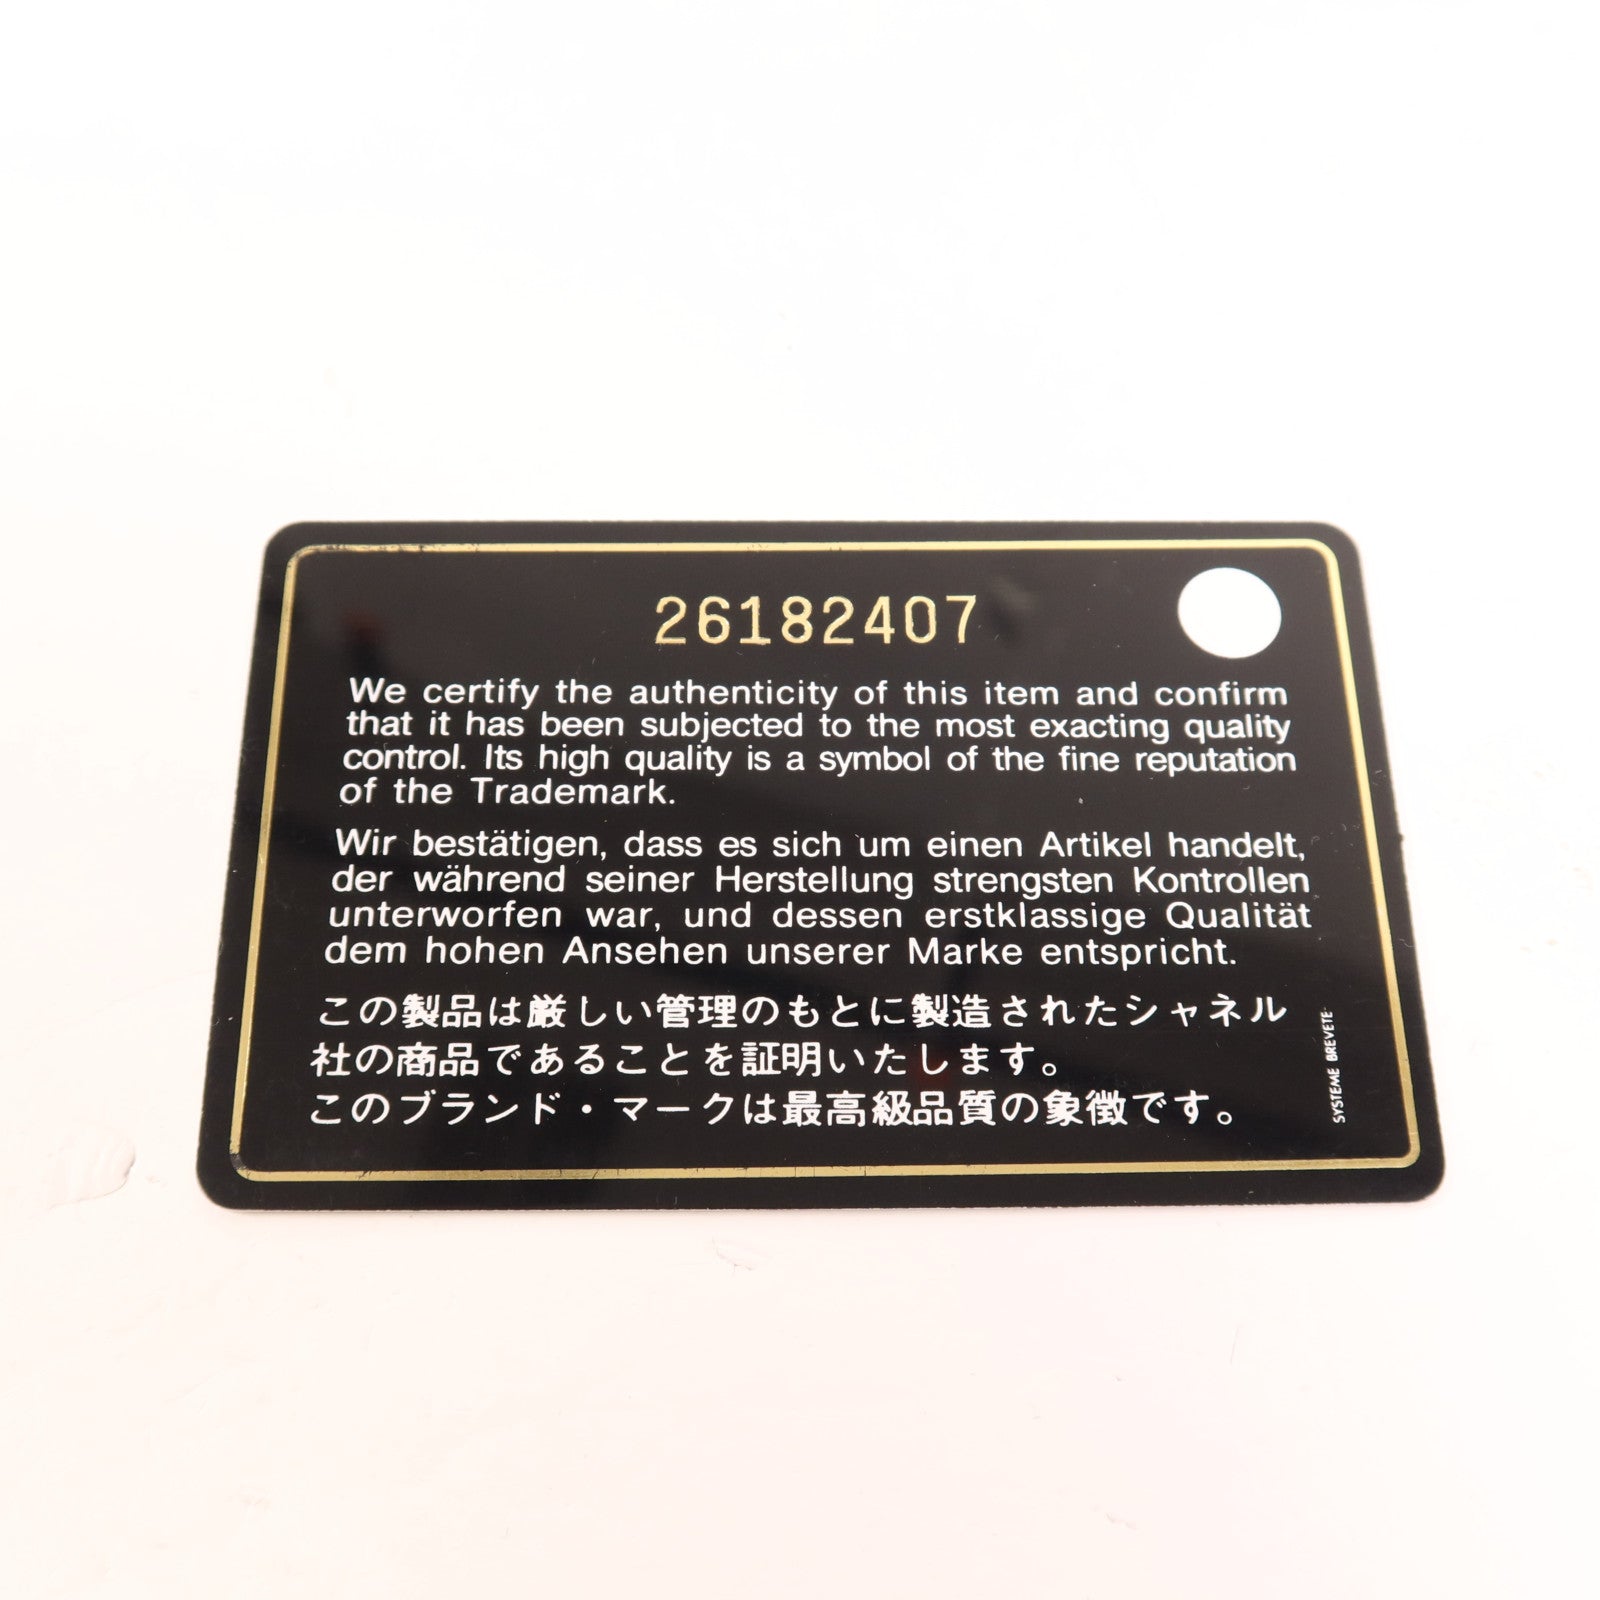 26182407
We certify the authenticity of this item and confirm
that it has been subjected to the most exacting quality
control. Its high quality is a symbol of the fine reputation
of the Trademark.
Wir bestätigen, dass es sich um einen Artikel handelt,
der während seiner Herstellung strengsten Kontrollen
unterworfen war, und dessen erstklassige Qualität
dem hohen Ansehen unserer Marke entspricht.
この製品は厳しい管理のもとに製造されたシャネル
社の商品であることを証明いたします。
このブランド・マークは最高級品質の象徴です。
SYSTEME BREVETE